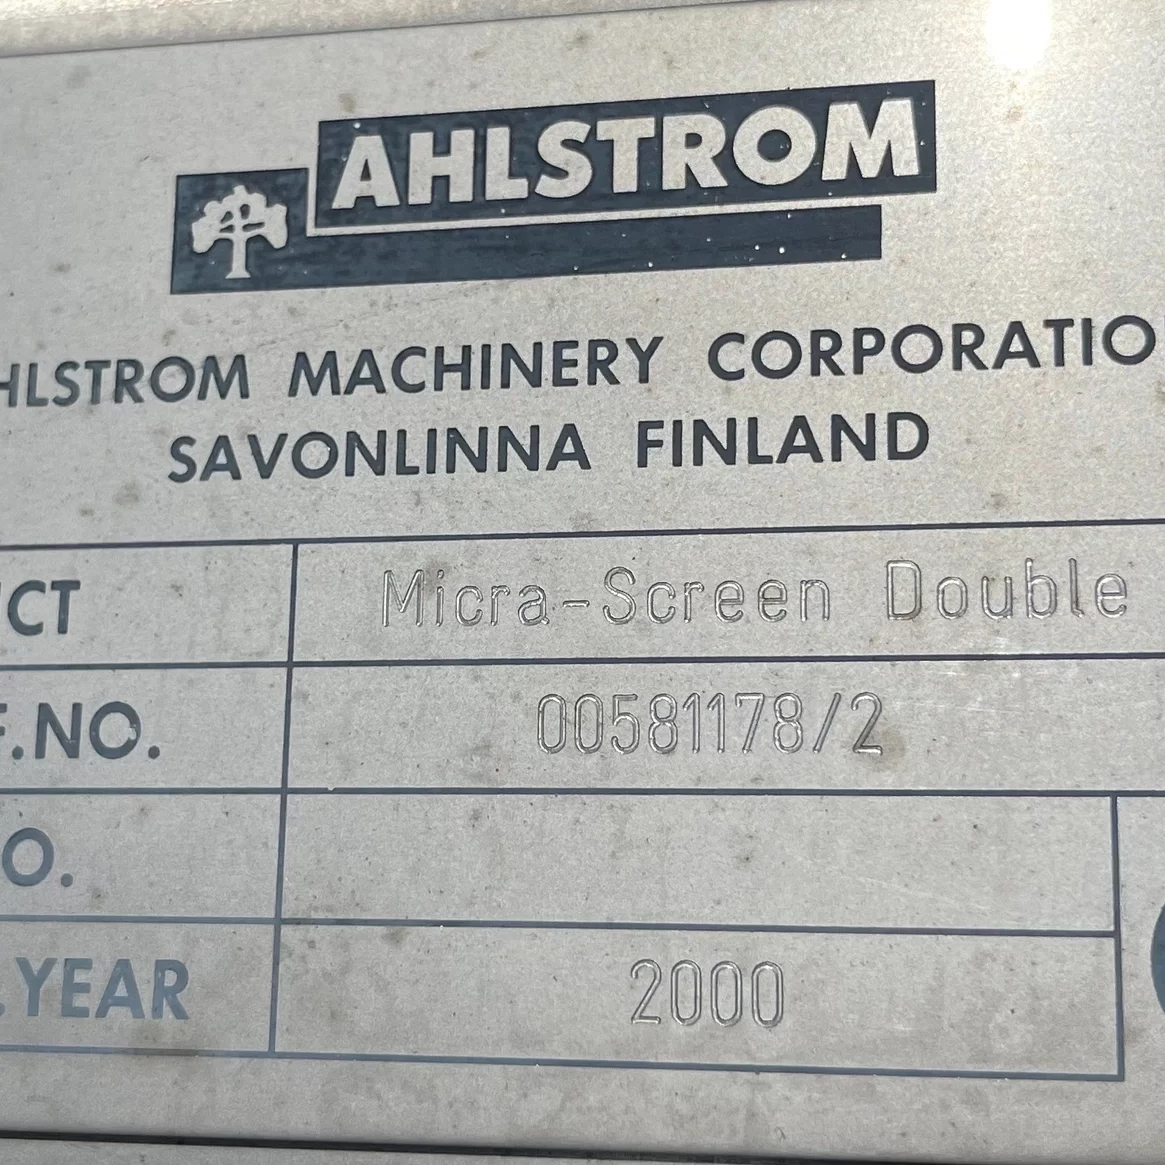 AHLSTROM
HLSTROM MACHINERY CORPORATIO
SAVONLINNA FINLAND
CT Micra-Screen Double
F.NO. 00581178/2
O.
.YEAR 2000